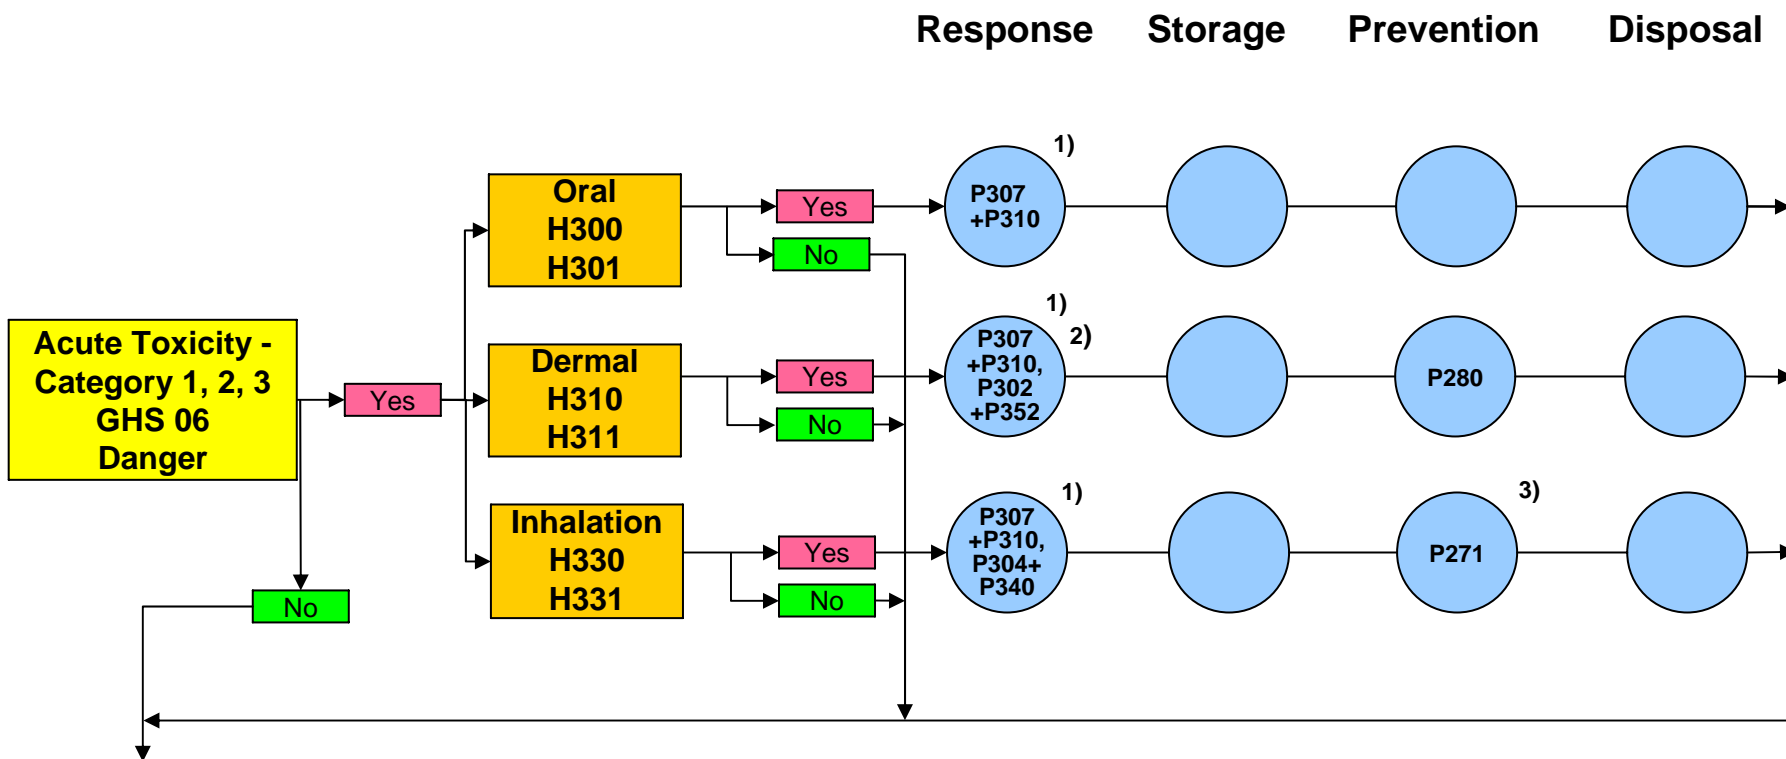 Response Storage Prevention Disposal
Oral
H300
H301
Yes
No
P307
+P310
1)
Acute Toxicity -
Category 1, 2, 3
GHS 06
Danger
Yes
No
Dermal
H310
H311
Yes
No
P307
+P310,
P302
+P352
1)
2)
P280
Inhalation
H330
H331
Yes
No
P307
+P310,
P304+
P340
1)
P271
3)